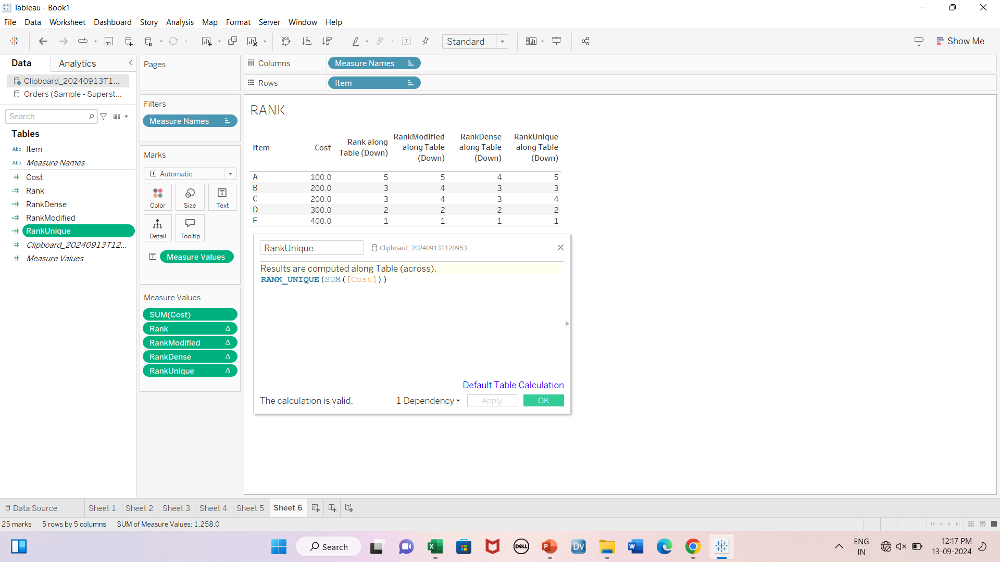 Tableau - Book1
File Data Worksheet Dashboard Story Analysis Map Format Server Window Help
Standard
Show Me
Data Analytics
Clipboard_20240913T1...
Orders (Sample - Superst...
Search
Tables
Abc Item
Abc Measure Names
Cost
Rank
RankDense
RankModified
RankUnique
Clipboard_20240913T12...
Measure Values
Pages
Filters
Measure Names
Marks
Automatic
Color Size Text
Detail Tooltip
Measure Values
Measure Values
SUM(Cost)
Rank
RankModified
RankDense
RankUnique
Columns Measure Names
Rows Item
RANK
Item Cost Rank along Table (Down) RankModified along Table (Down) RankDense along Table (Down) RankUnique along Table (Down)
A 100.0 5 5 4 5
B 200.0 3 4 3 3
C 200.0 3 4 3 4
D 300.0 2 2 2 2
E 400.0 1 1 1 1
RankUnique Clipboard_20240913T120953
Results are computed along Table (across).
RANK_UNIQUE(SUM([Cost]))
Default Table Calculation
The calculation is valid. 1 Dependency Apply OK
Data Source Sheet 1 Sheet 2 Sheet 3 Sheet 4 Sheet 5 Sheet 6
25 marks 5 rows by 5 columns SUM of Measure Values: 1,258.0
Search
DELL
Dv
ENG
IN
12:17 PM
13-09-2024